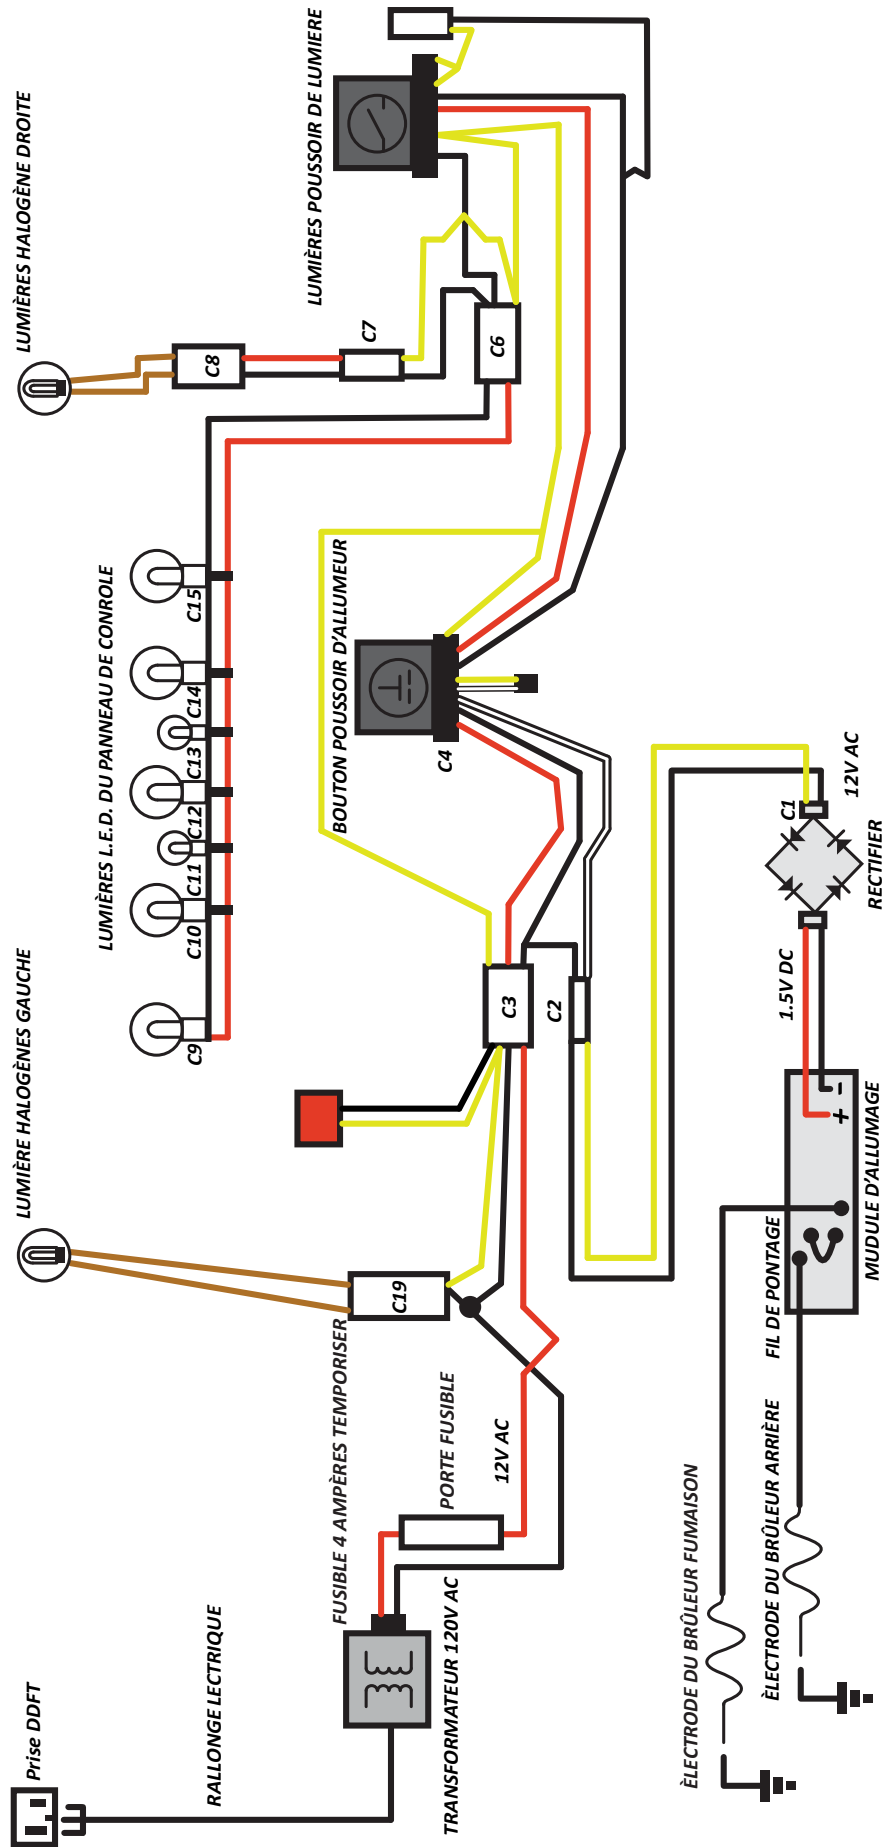 Prise DDFT
RALLONGE LECTRIQUE
TRANSFORMATEUR 120V AC
FUSIBLE 4 AMPÈRES TEMPORISER
PORTE FUSIBLE
12V AC
LUMIÈRE HALOGÈNES GAUCHE
C19
C3
C2
LUMIÈRES L.E.D. DU PANNEAU DE CONROLE
C9
C10
C11
C12
C13
C14
C15
BOUTON POUSSOIR D'ALLUMEUR
C4
LUMIÈRES HALOGÈNE DROITE
C8
C7
C6
LUMIÈRES POUSSOIR DE LUMIERE
ÈLECTRODE DU BRÛLEUR FUMAISON
ÈLECTRODE DU BRÛLEUR ARRIÈRE
FIL DE PONTAGE
MUDULE D'ALLUMAGE
+ -
1.5V DC
C1
12V AC
RECTIFIER